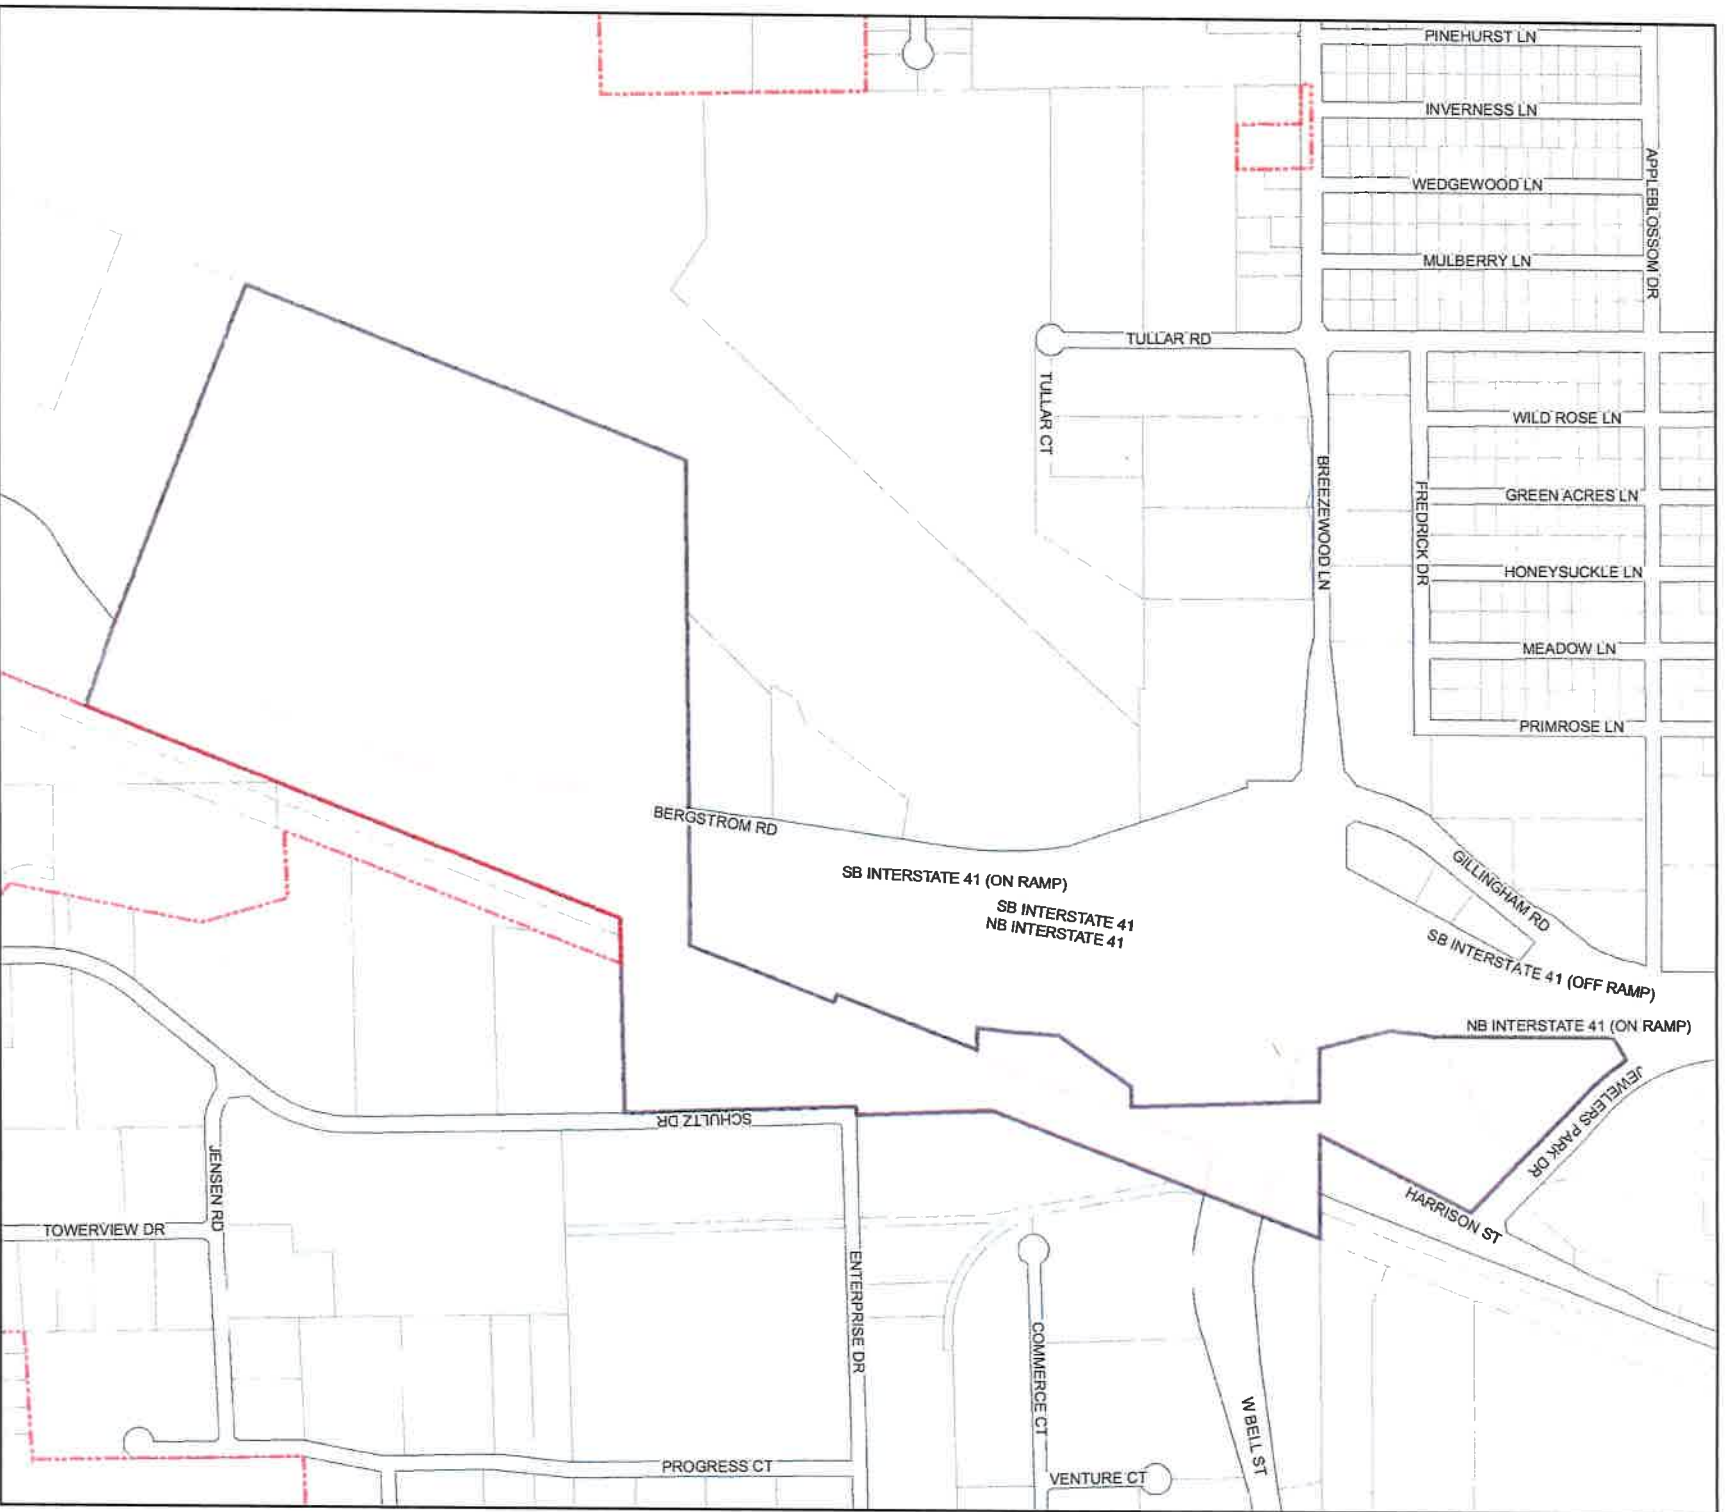 PINEHURST LN
INVERNESS LN
WEDGEWOOD LN
APPLEBLOSSOM DR
MULBERRY LN
TULLAR RD
TULLAR CT
WILD ROSE LN
BREEZEWOOD LN
FREDRICK DR
GREEN ACRES LN
HONEYSUCKLE LN
MEADOW LN
PRIMROSE LN
BERGSTROM RD
SB INTERSTATE 41 (ON RAMP)
GILLINGHAM RD
SB INTERSTATE 41
NB INTERSTATE 41
SB INTERSTATE 41 (OFF RAMP)
NB INTERSTATE 41 (ON RAMP)
JEWELERS PARK DR
SCHULTZ DR
JENSEN RD
HARRISON ST
TOWERVIEW DR
ENTERPRISE DR
COMMERCE CT
W BELL ST
PROGRESS CT
VENTURE CT